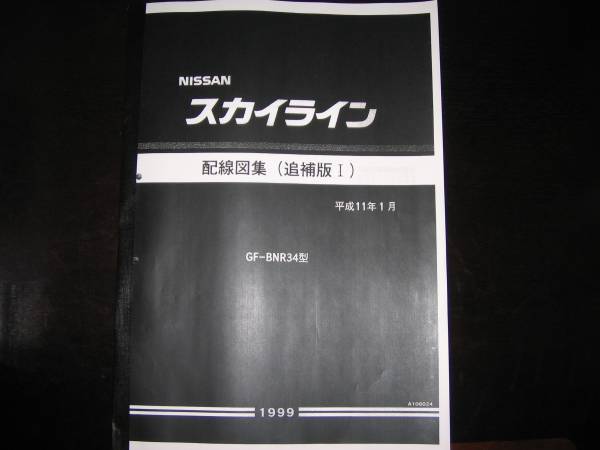 NISSAN
スカイライン
配線図集（追補版Ⅰ）
平成11年1月
GF-BNR34型
A106024
1999